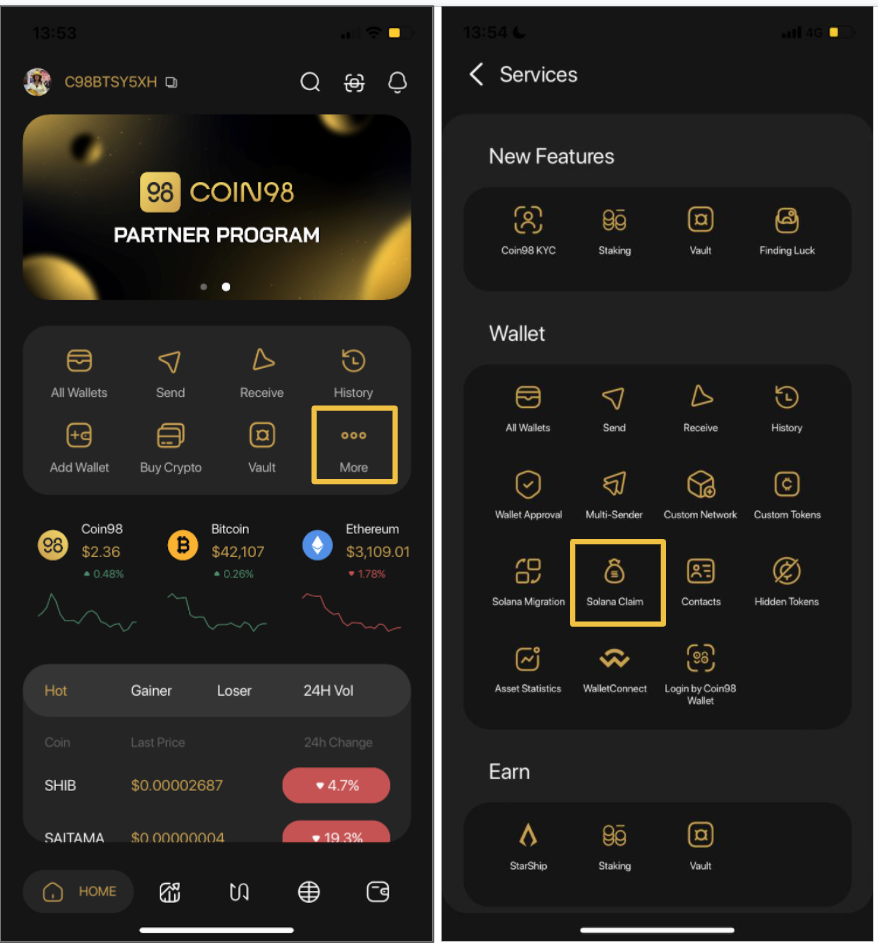 13:53
C98BTSY5XH
98 COIN98
PARTNER PROGRAM
All Wallets Send Receive History
Add Wallet Buy Crypto Vault More
98 Coin98 Bitcoin Ethereum
$2.36 $42,107 $3,109.01
0.48% 0.26% 1.78%
Hot Gainer Loser 24H Vol
Coin Last Price 24h Change
SHIB $0.00002687 4.7%
SAITAMA $0.00000004 19.3%
HOME
13:54 4G
Services
New Features
Coin98 KYC Staking Vault Finding Luck
Wallet
All Wallets Send Receive History
Wallet Approval Multi-Sender Custom Network Custom Tokens
Solana Migration Solana Claim Contacts Hidden Tokens
Asset Statistics WalletConnect Login by Coin98
Wallet
Earn
StarShip Staking Vault